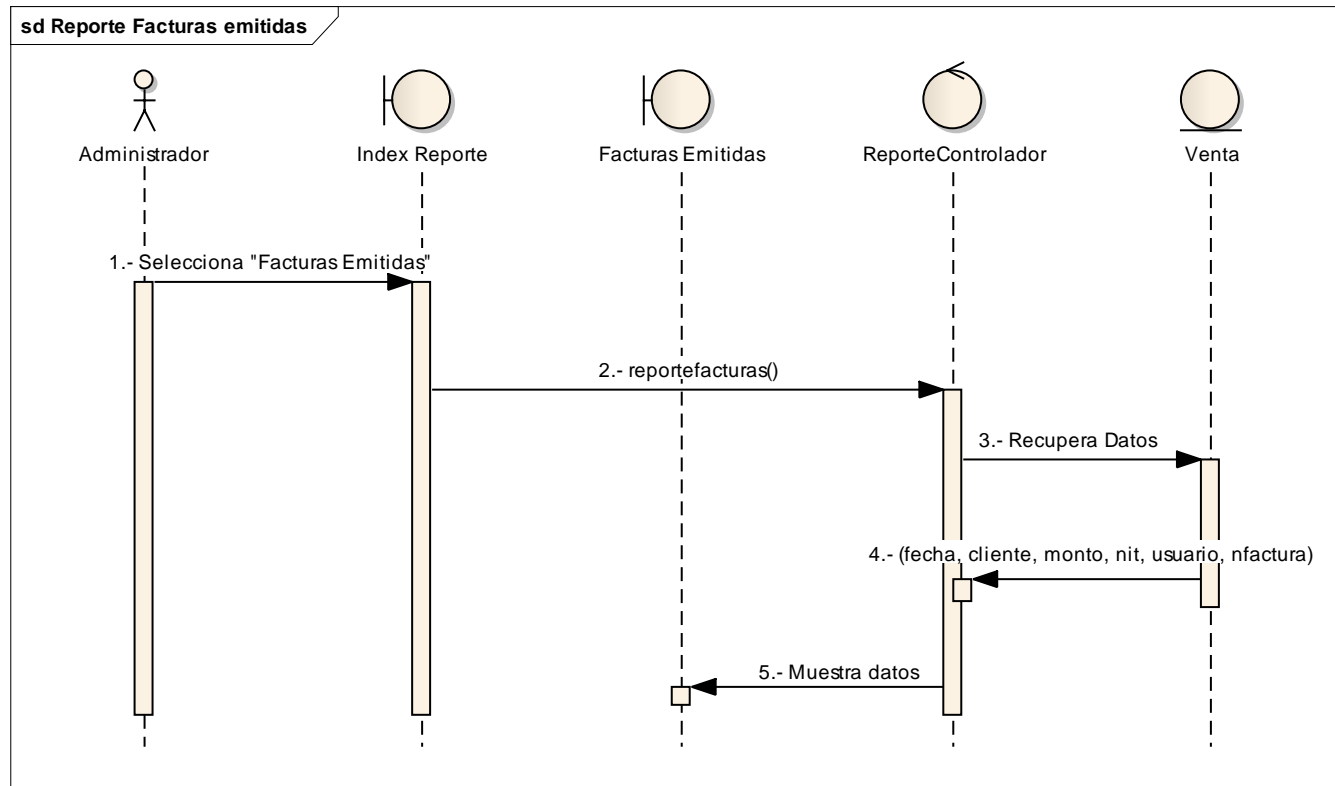 sd Reporte Facturas emitidas
Administrador
Index Reporte
Facturas Emitidas
ReporteControlador
Venta
1.- Selecciona "Facturas Emitidas"
2.- reportefacturas()
3.- Recupera Datos
4.- (fecha, cliente, monto, nit, usuario, nfactura)
5.- Muestra datos